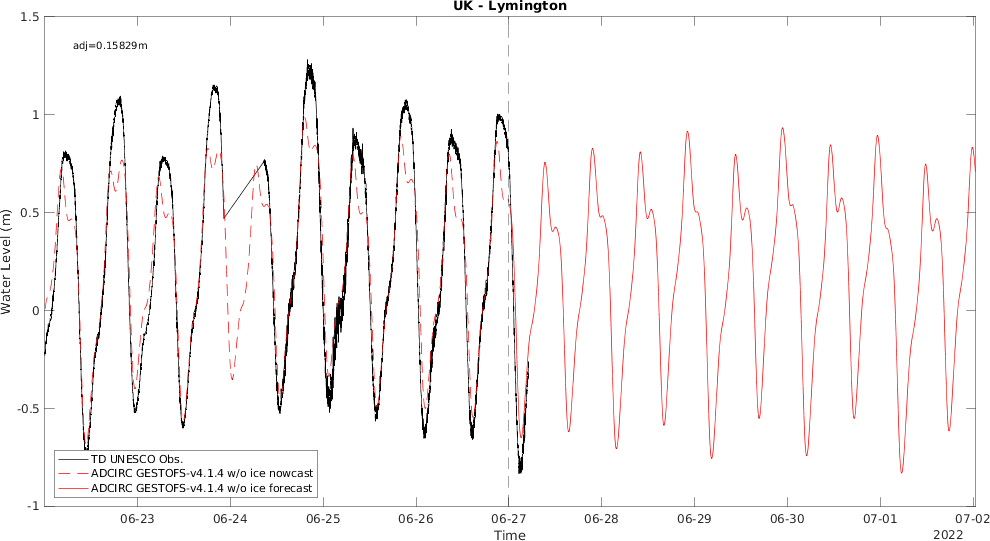 UK - Lymington
adj=0.15829m
1.5
1
0.5
0
-0.5
-1
Water Level (m)
TD UNESCO Obs.
ADCIRC GESTOFS-v4.1.4 w/o ice nowcast
ADCIRC GESTOFS-v4.1.4 w/o ice forecast
06-23 06-24 06-25 06-26 06-27 06-28 06-29 06-30 07-01 07-02
Time
2022